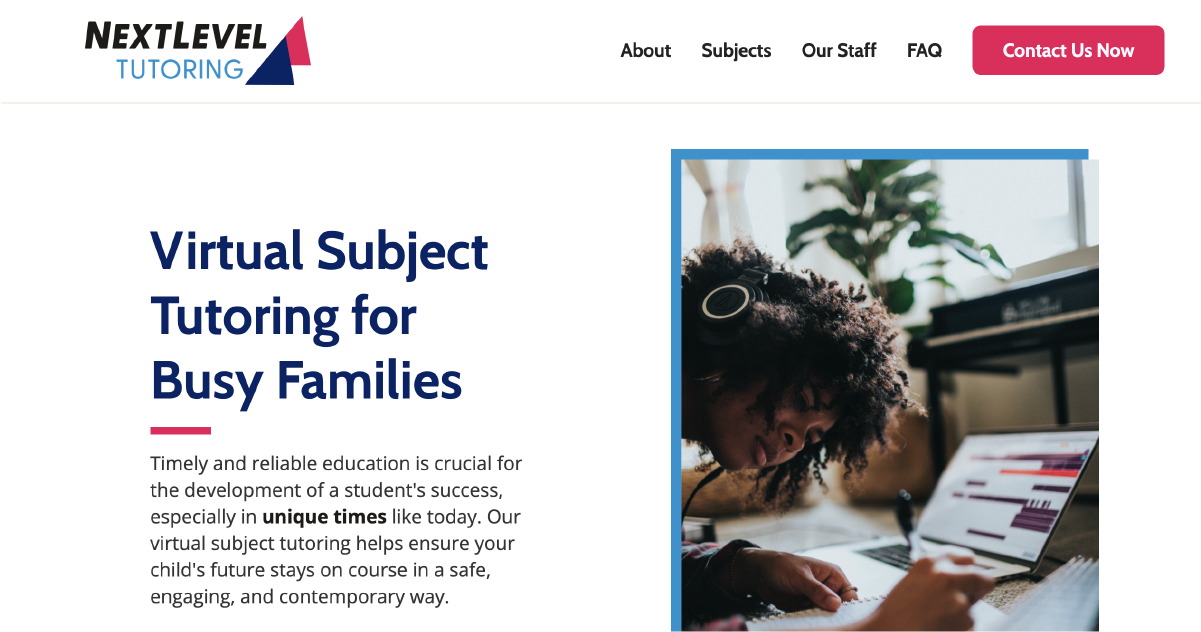 NEXTLEVEL
TUTORING
About Subjects Our Staff FAQ Contact Us Now
Virtual Subject
Tutoring for
Busy Families
Timely and reliable education is crucial for
the development of a student's success,
especially in unique times like today. Our
virtual subject tutoring helps ensure your
child's future stays on course in a safe,
engaging, and contemporary way.